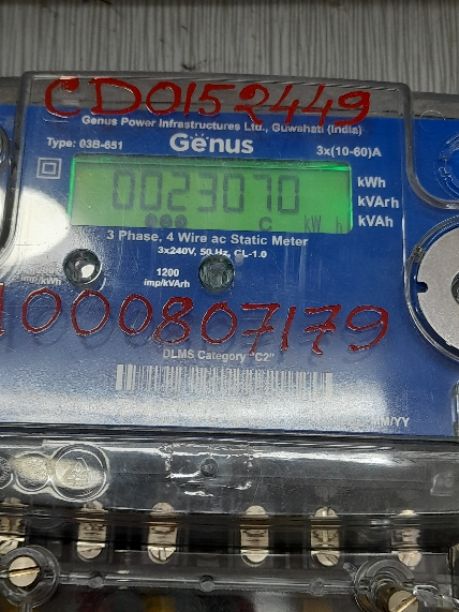 CD0152449
Genus Power Infrastructures Ltd., Guwahati (India)
Type: 03B-651 Genus 3x(10-60)A
0023070 kWh
kVArh
C kW h kVAh
3 Phase, 4 Wire ac Static Meter
3x240V, 50 Hz, CL-1.0
imp/kWh 1200
imp/kVArh
1000807179
DLMS Category "C2"